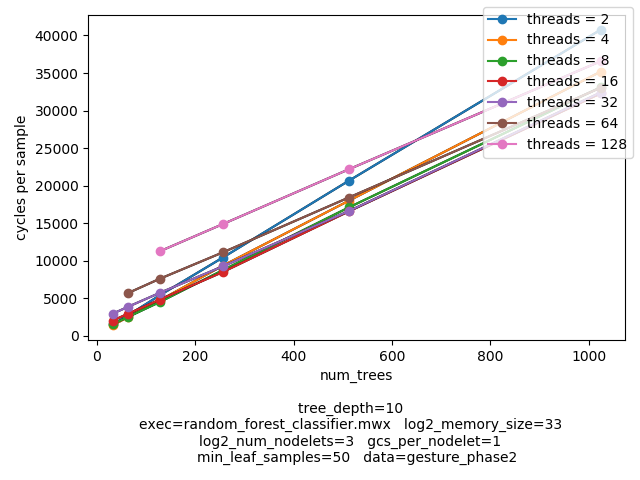 threads = 2
threads = 4
threads = 8
threads = 16
threads = 32
threads = 64
threads = 128
40000
35000
30000
25000
20000
15000
10000
5000
0
cycles per sample
0 200 400 600 800 1000
num_trees
tree_depth=10
exec=random_forest_classifier.mwx log2_memory_size=33
log2_num_nodelets=3 gcs_per_nodelet=1
min_leaf_samples=50 data=gesture_phase2